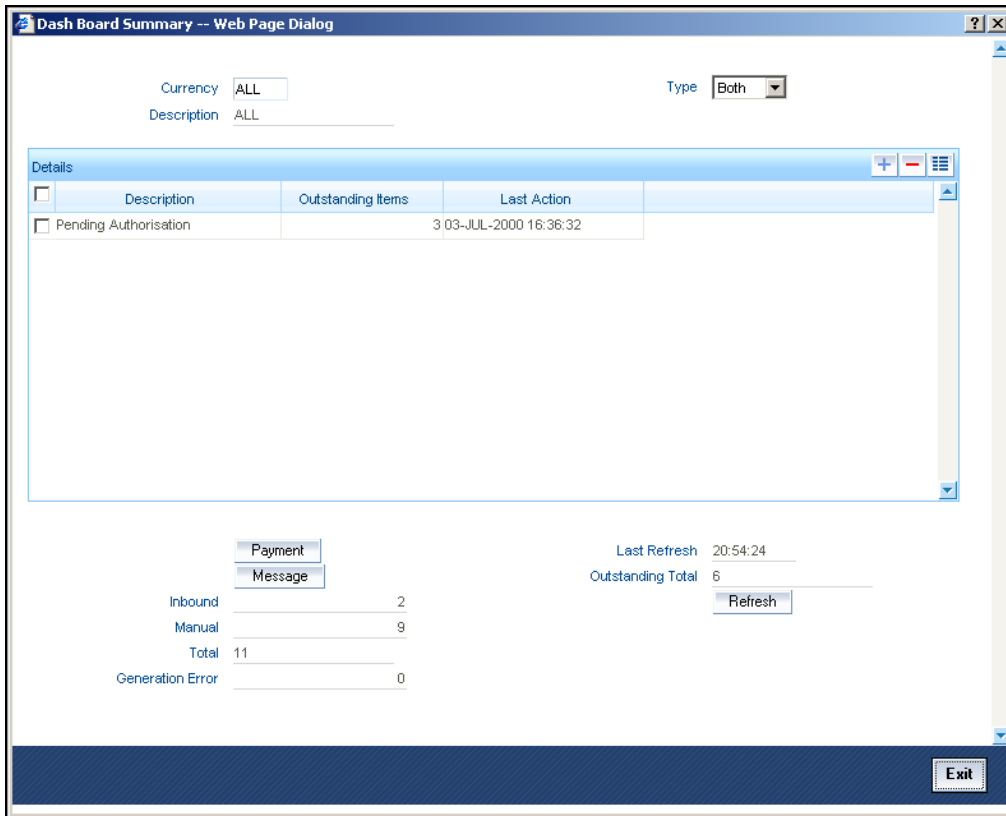 Dash Board Summary -- Web Page Dialog ? X
Currency ALL Type Both
Description ALL
Details
Description Outstanding Items Last Action
Pending Authorisation 3 03-JUL-2000 16:36:32
Payment Last Refresh 20:54:24
Message Outstanding Total 6
Inbound 2 Refresh
Manual 9
Total 11
Generation Error 0
Exit